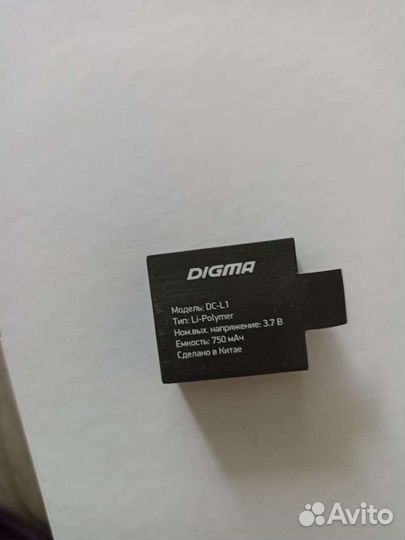 DIGMA
Модель: DC-L1
Тип: Li-Polymer
Ном.вых. напряжение: 3.7 В
Емкость: 750 мАч
Сделано в Китае
Avito